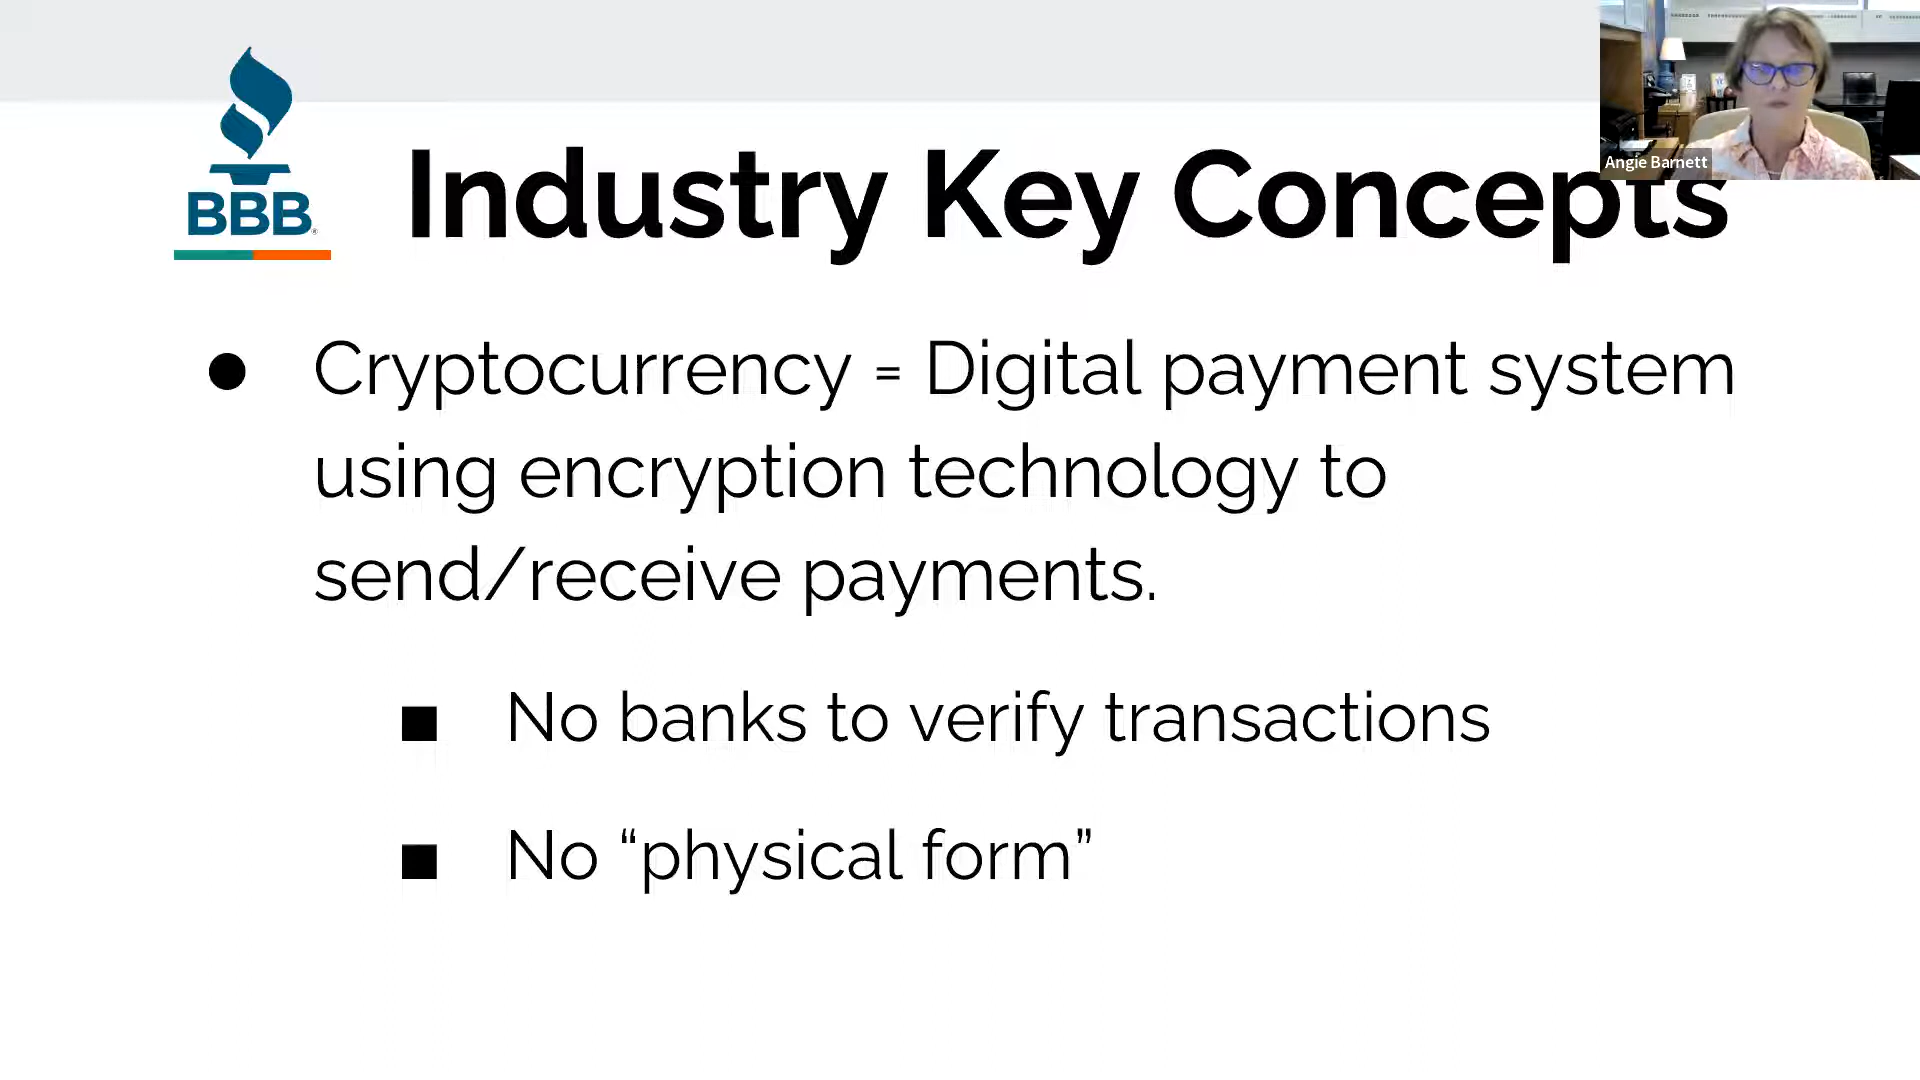 Angie Barnett
BBB®
Industry Key Concepts
● Cryptocurrency = Digital payment system
using encryption technology to
send/receive payments.
■ No banks to verify transactions
■ No “physical form”